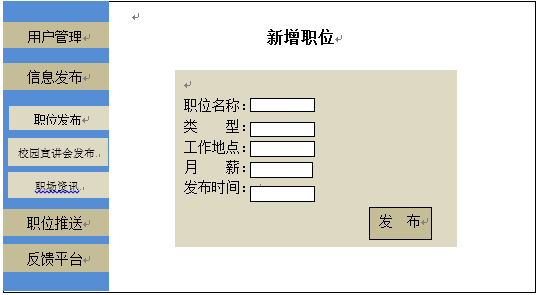 用户管理
信息发布
职位发布
校园宣讲会发布
职场资讯
职位推送
反馈平台
新增职位
职位名称：
类　　型：
工作地点：
月　　薪：
发布时间：
发　布